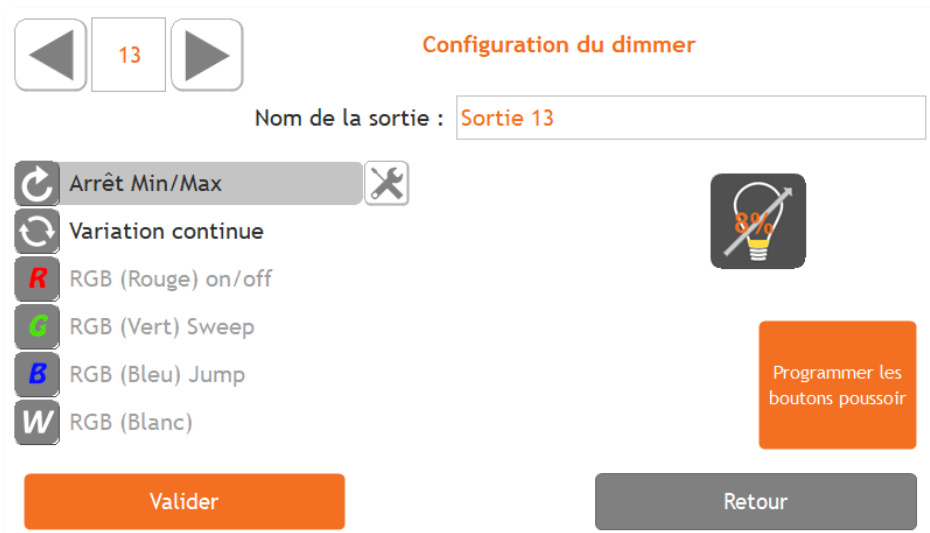 13
Configuration du dimmer
Nom de la sortie : Sortie 13
Arrêt Min/Max
Variation continue
8%
R RGB (Rouge) on/off
G RGB (Vert) Sweep
B RGB (Bleu) Jump
W RGB (Blanc)
Programmer les
boutons poussoir
Valider
Retour